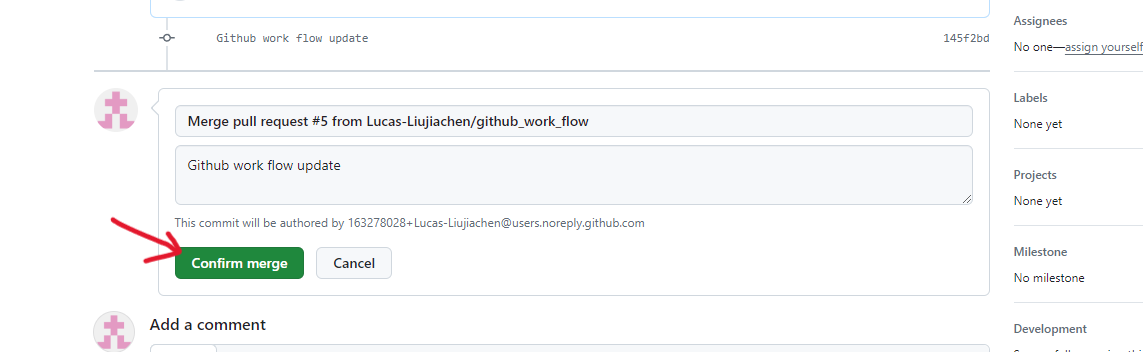 Github work flow update
145f2bd
Merge pull request #5 from Lucas-Liujiachen/github_work_flow
Github work flow update
This commit will be authored by 163278028+Lucas-Liujiachen@users.noreply.github.com
Confirm merge
Cancel
Add a comment
Assignees
No one—assign yourself
Labels
None yet
Projects
None yet
Milestone
No milestone
Development